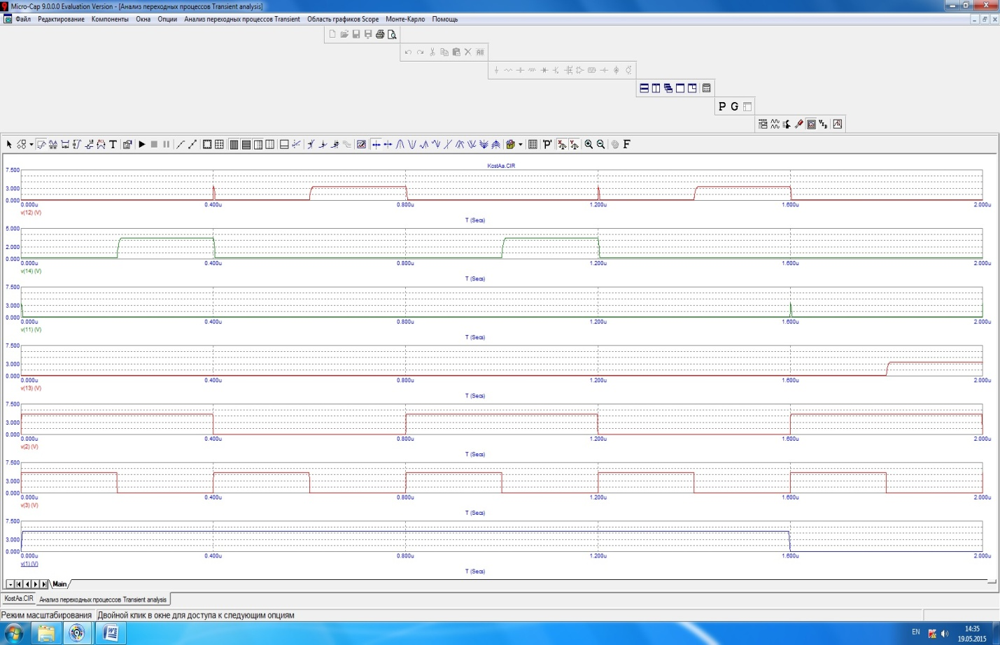 Micro-Cap 9.0.0.0 Evaluation Version - [Анализ переходных процессов Transient analysis]
Файл Редактирование Компоненты Окна Опции Анализ переходных процессов Transient Область графиков Scope Монте-Карло Помощь
P G
T 'P' F
KostAa.CIR
7.500
3.000
0.000
0.000u 0.400u 0.800u 1.200u 1.600u 2.000u
v(12) (V)
T (Secs)
5.000
2.000
0.000
0.000u 0.400u 0.800u 1.200u 1.600u 2.000u
v(14) (V)
T (Secs)
7.500
3.000
0.000
0.000u 0.400u 0.800u 1.200u 1.600u 2.000u
v(11) (V)
T (Secs)
7.500
3.000
0.000
0.000u 0.400u 0.800u 1.200u 1.600u 2.000u
v(13) (V)
T (Secs)
7.500
3.000
0.000
0.000u 0.400u 0.800u 1.200u 1.600u 2.000u
v(2) (V)
T (Secs)
7.500
3.000
0.000
0.000u 0.400u 0.800u 1.200u 1.600u 2.000u
v(3) (V)
T (Secs)
7.500
3.000
0.000
0.000u 0.400u 0.800u 1.200u 1.600u 2.000u
v(1) (V)
T (Secs)
Main
KostAa.CIR Анализ переходных процессов Transient analysis
Режим масштабирования Двойной клик в окне для доступа к следующим опциям
EN 14:35
19.05.2015